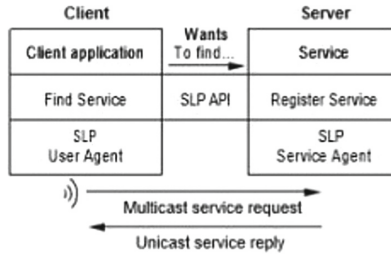 Client
Server
Wants
Client application
To find...
Service
Find Service
SLP API
Register Service
SLP
User Agent
SLP
Service Agent
Multicast service request
Unicast service reply